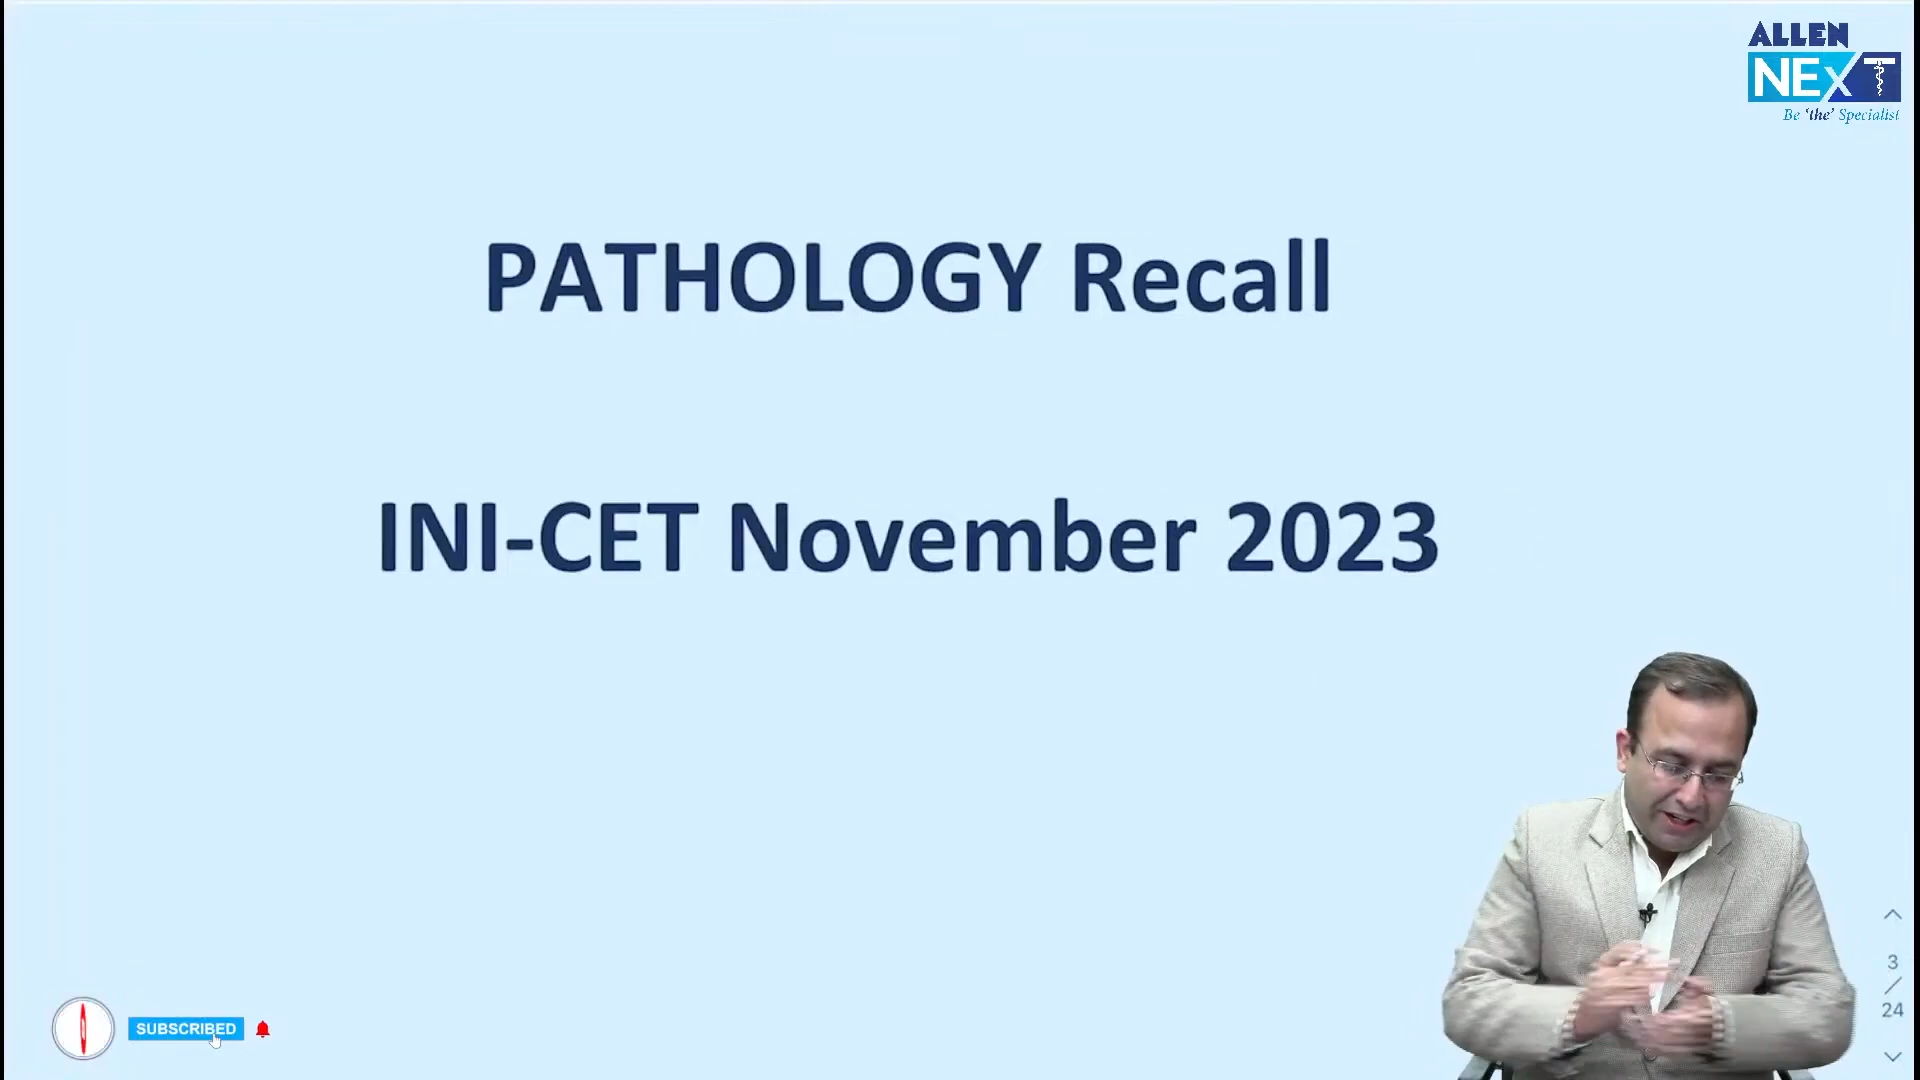 ALLEN
NEXT
Be 'the' Specialist
PATHOLOGY Recall
INI-CET November 2023
SUBSCRIBED
3
/
24